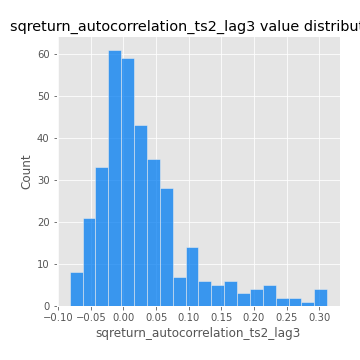 sqreturn_autocorrelation_ts2_lag3 value distribut
60
50
40
30
20
10
0
Count
−0.10 −0.05 0.00 0.05 0.10 0.15 0.20 0.25 0.30
sqreturn_autocorrelation_ts2_lag3